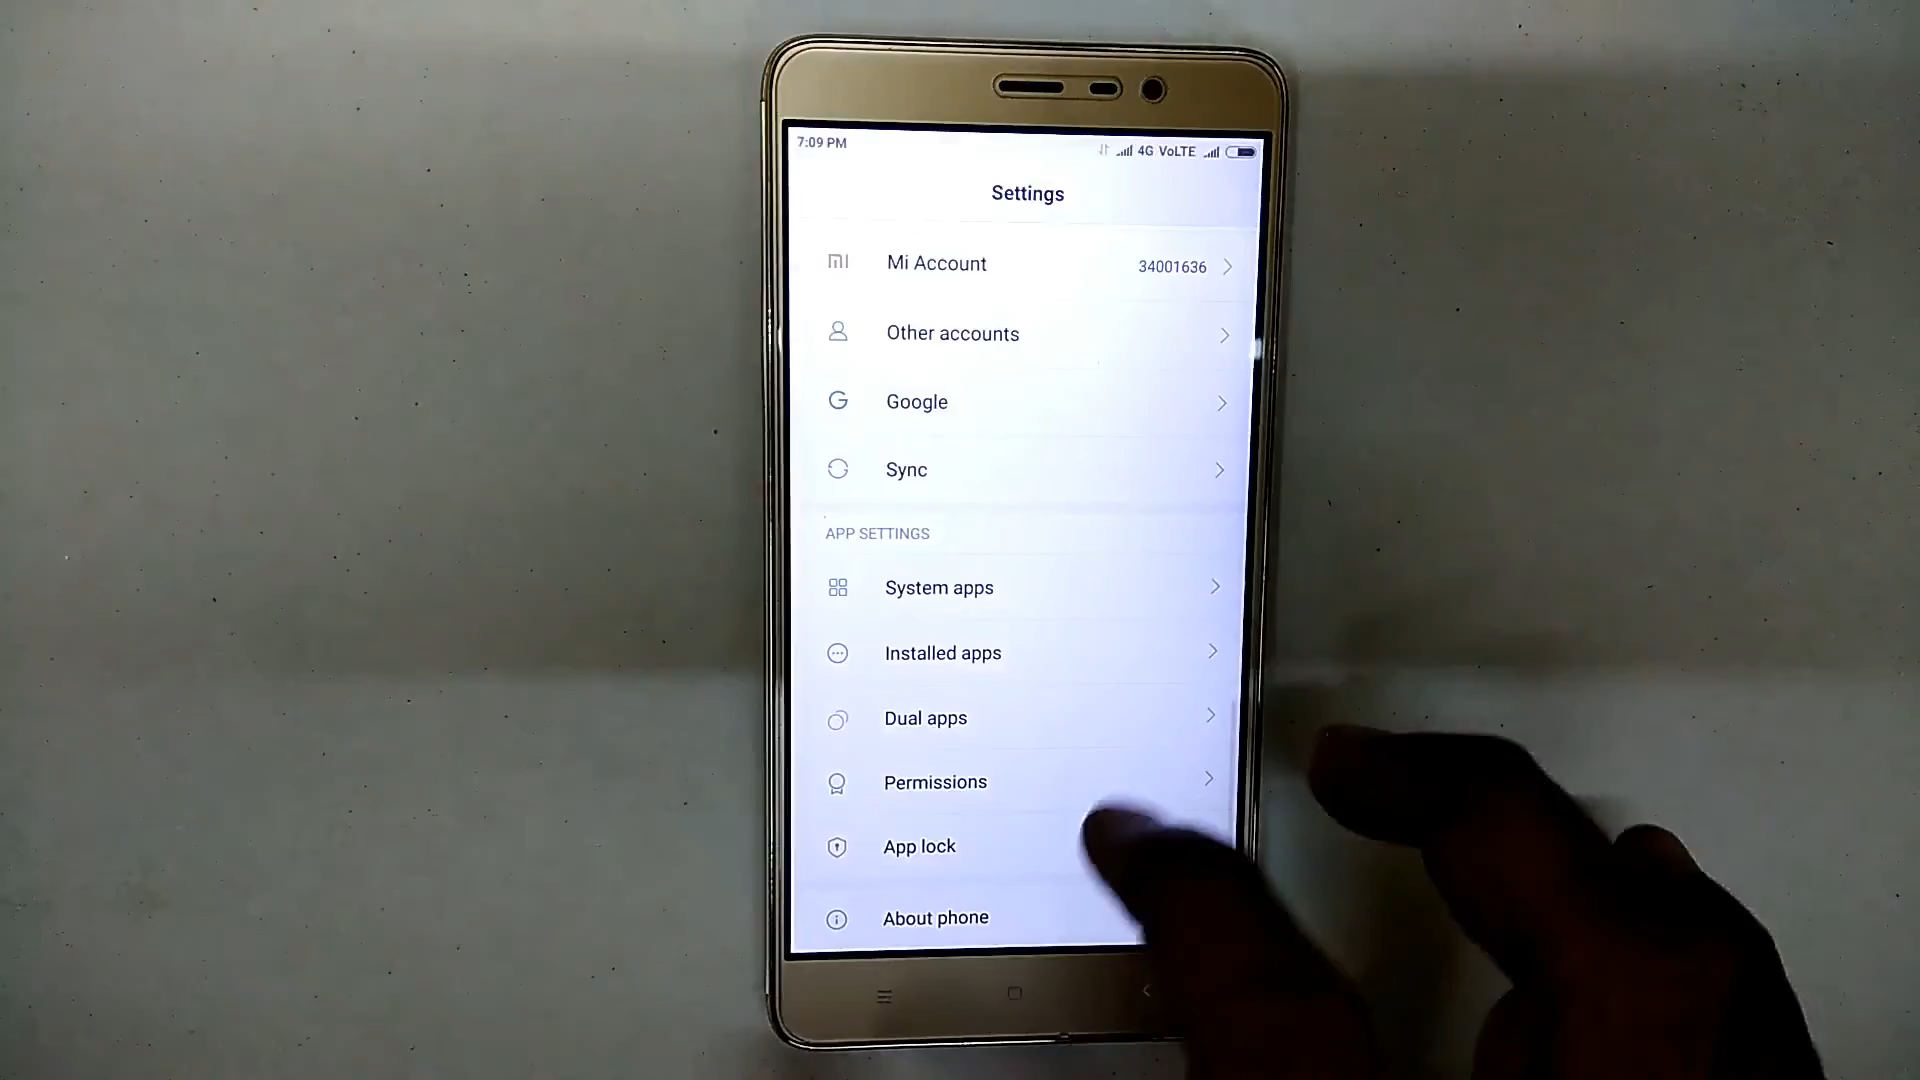 7:09 PM
4G VoLTE
Settings
Mi Account 34001636
Other accounts
Google
Sync
APP SETTINGS
System apps
Installed apps
Dual apps
Permissions
App lock
About phone